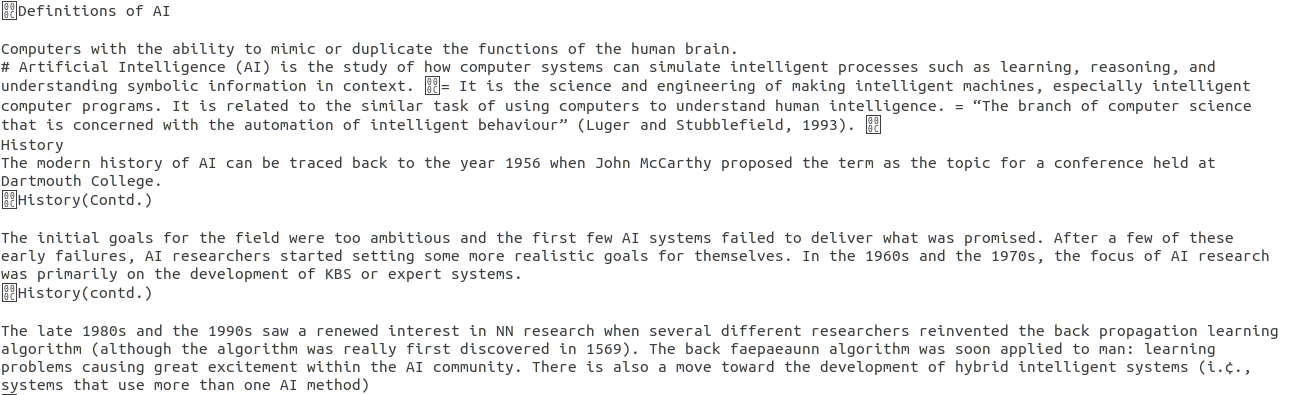 Definitions of AI
Computers with the ability to mimic or duplicate the functions of the human brain.
# Artificial Intelligence (AI) is the study of how computer systems can simulate intelligent processes such as learning, reasoning, and
understanding symbolic information in context. = It is the science and engineering of making intelligent machines, especially intelligent
computer programs. It is related to the similar task of using computers to understand human intelligence. = “The branch of computer science
that is concerned with the automation of intelligent behaviour” (Luger and Stubblefield, 1993).
History
The modern history of AI can be traced back to the year 1956 when John McCarthy proposed the term as the topic for a conference held at
Dartmouth College.
History(Contd.)
The initial goals for the field were too ambitious and the first few AI systems failed to deliver what was promised. After a few of these
early failures, AI researchers started setting some more realistic goals for themselves. In the 1960s and the 1970s, the focus of AI research
was primarily on the development of KBS or expert systems.
History(contd.)
The late 1980s and the 1990s saw a renewed interest in NN research when several different researchers reinvented the back propagation learning
algorithm (although the algorithm was really first discovered in 1569). The back faepaeaunn algorithm was soon applied to man: learning
problems causing great excitement within the AI community. There is also a move toward the development of hybrid intelligent systems (i.¢.,
systems that use more than one AI method)